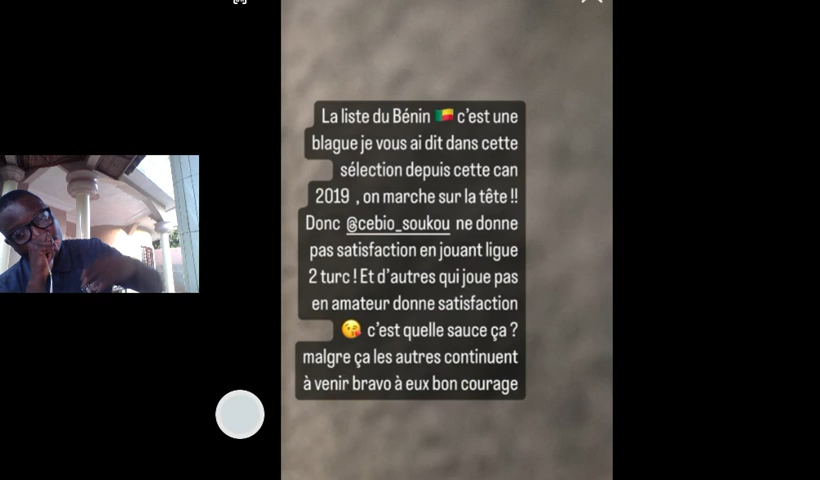 La liste du Bénin 🇧🇯 c'est une
blague je vous ai dit dans cette
sélection depuis cette can
2019 , on marche sur la tête !!
Donc @cebio_soukou ne donne
pas satisfaction en jouant ligue
2 turc ! Et d'autres qui joue pas
en amateur donne satisfaction
😘 c'est quelle sauce ça ?
malgre ça les autres continuent
à venir bravo à eux bon courage